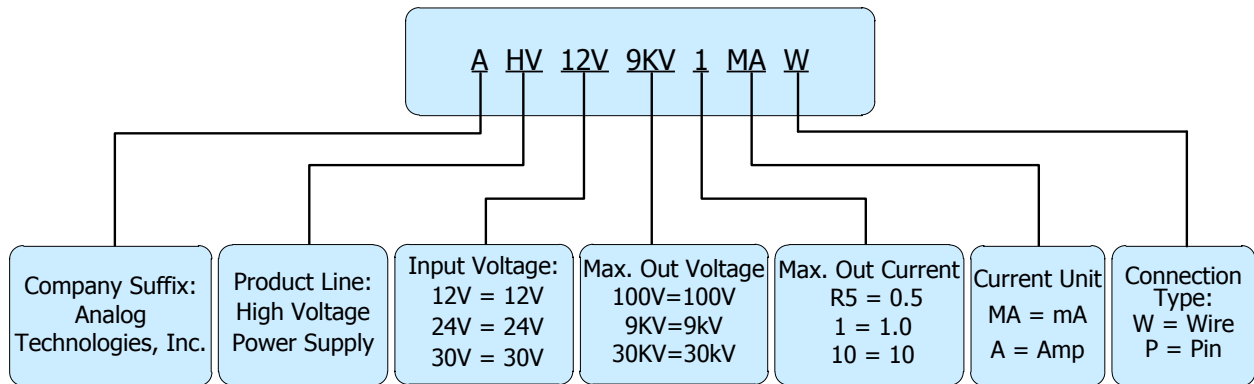 A HV 12V 9KV 1 MA W
Company Suffix:
Analog
Technologies, Inc.
Product Line:
High Voltage
Power Supply
Input Voltage:
12V = 12V
24V = 24V
30V = 30V
Max. Out Voltage
100V=100V
9KV=9kV
30KV=30kV
Max. Out Current
R5 = 0.5
1 = 1.0
10 = 10
Current Unit
MA = mA
A = Amp
Connection
Type:
W = Wire
P = Pin